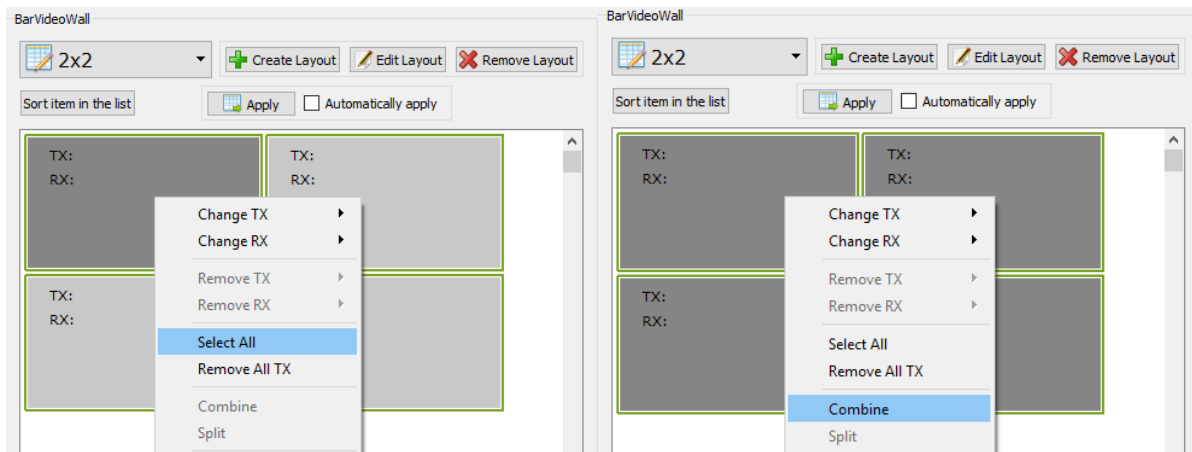 BarVideoWall
2x2
Create Layout
Edit Layout
Remove Layout
Sort item in the list
Apply
Automatically apply
TX:
RX:
TX:
RX:
TX:
RX:
Change TX
Change RX
Remove TX
Remove RX
Select All
Remove All TX
Combine
Split
BarVideoWall
2x2
Create Layout
Edit Layout
Remove Layout
Sort item in the list
Apply
Automatically apply
TX:
RX:
TX:
RX:
TX:
RX:
Change TX
Change RX
Remove TX
Remove RX
Select All
Remove All TX
Combine
Split